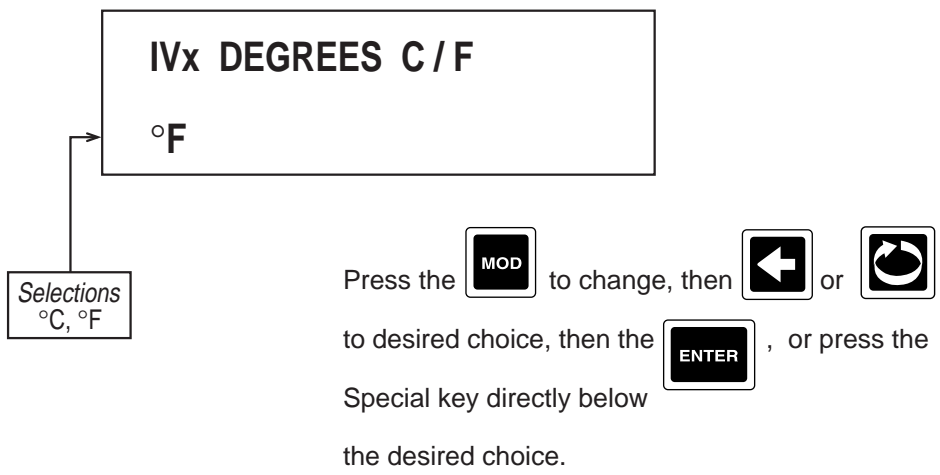 IVx DEGREES C / F
°F
Selections
°C, °F
Press the MOD to change, then or
to desired choice, then the ENTER , or press the
Special key directly below
the desired choice.